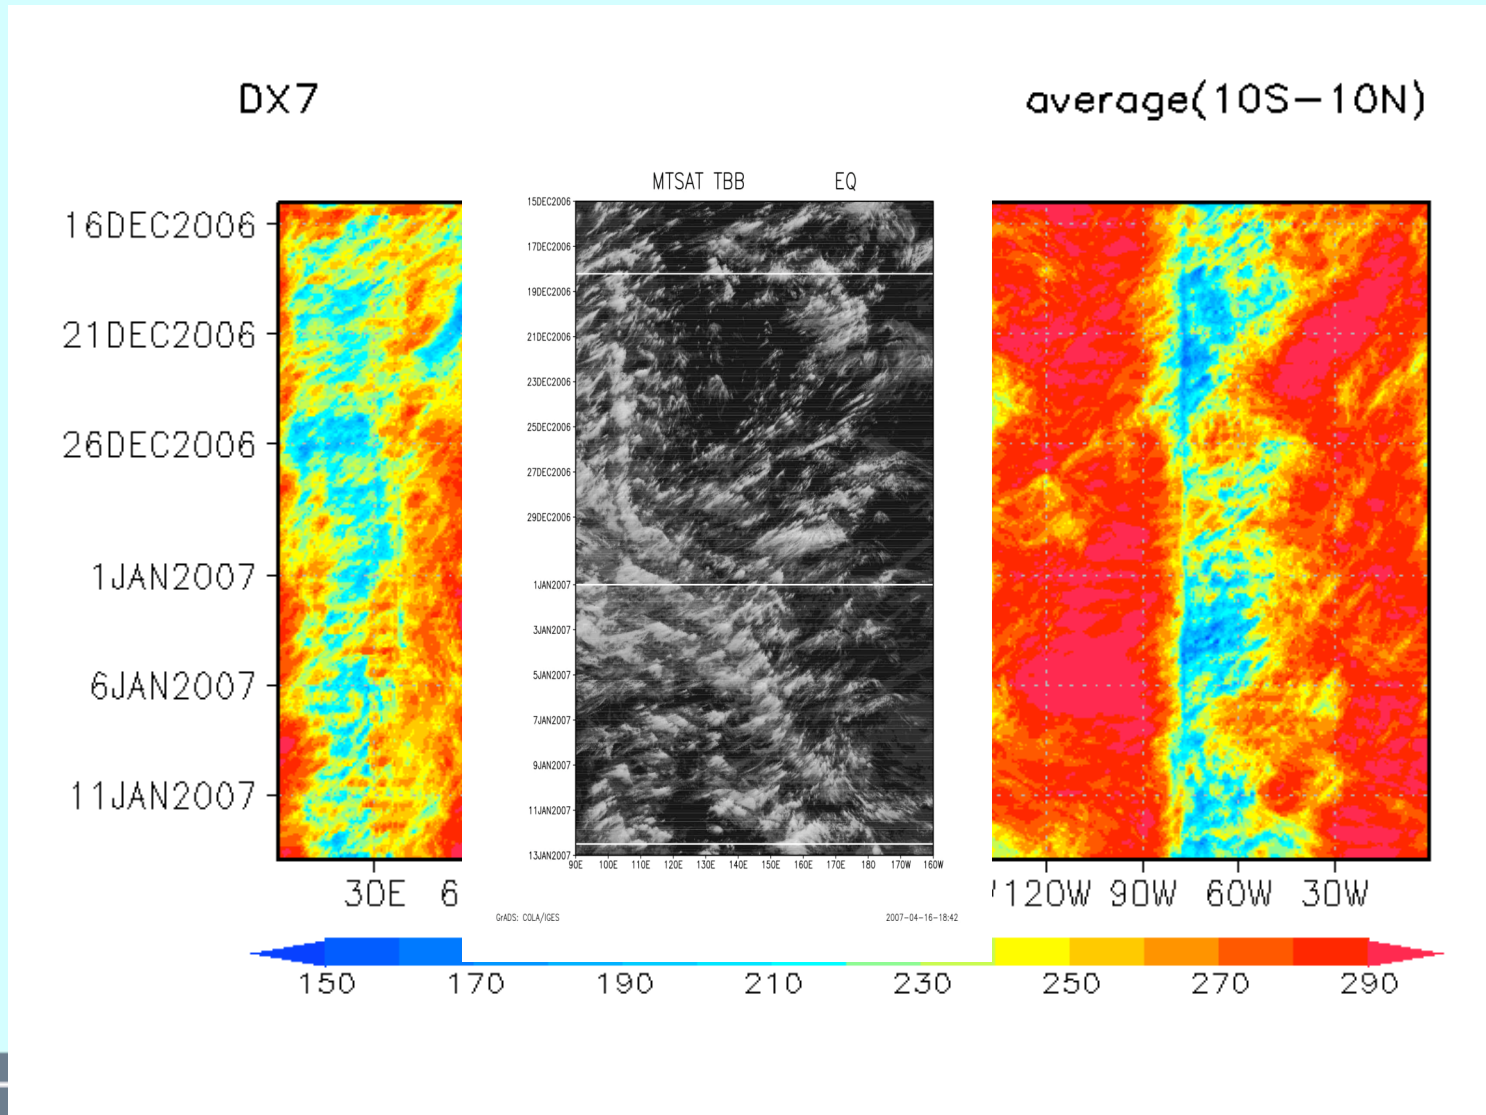 DX7
average(10S-10N)
MTSAT TBB EQ
16DEC2006
21DEC2006
26DEC2006
1JAN2007
6JAN2007
11JAN2007
15DEC2006
17DEC2006
19DEC2006
21DEC2006
23DEC2006
25DEC2006
27DEC2006
29DEC2006
1JAN2007
3JAN2007
5JAN2007
7JAN2007
9JAN2007
11JAN2007
13JAN2007
90E 100E 110E 120E 130E 140E 150E 160E 170E 180 170W 160W
30E 6 120W 90W 60W 30W
GrADS: COLA/IGES 2007-04-16-18:42
150 170 190 210 230 250 270 290